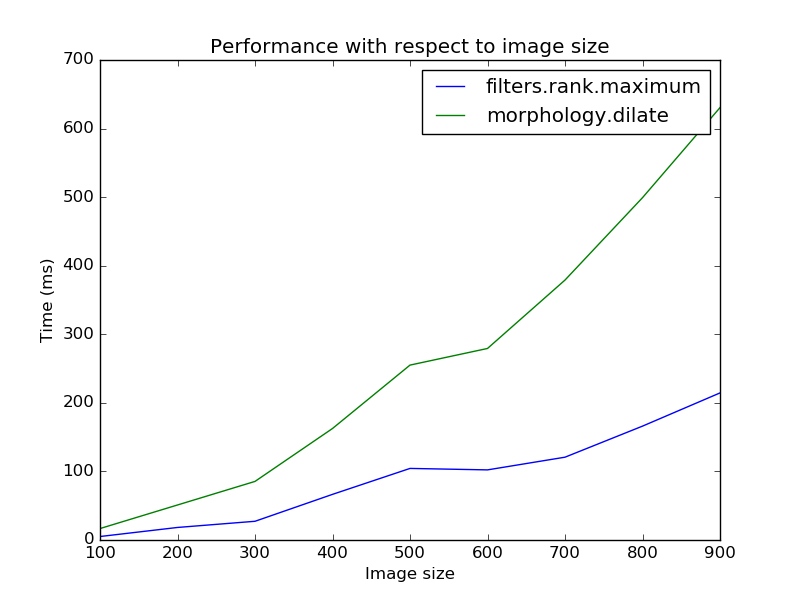 Performance with respect to image size
filters.rank.maximum
morphology.dilate
Time (ms)
700
600
500
400
300
200
100
0
100 200 300 400 500 600 700 800 900
Image size